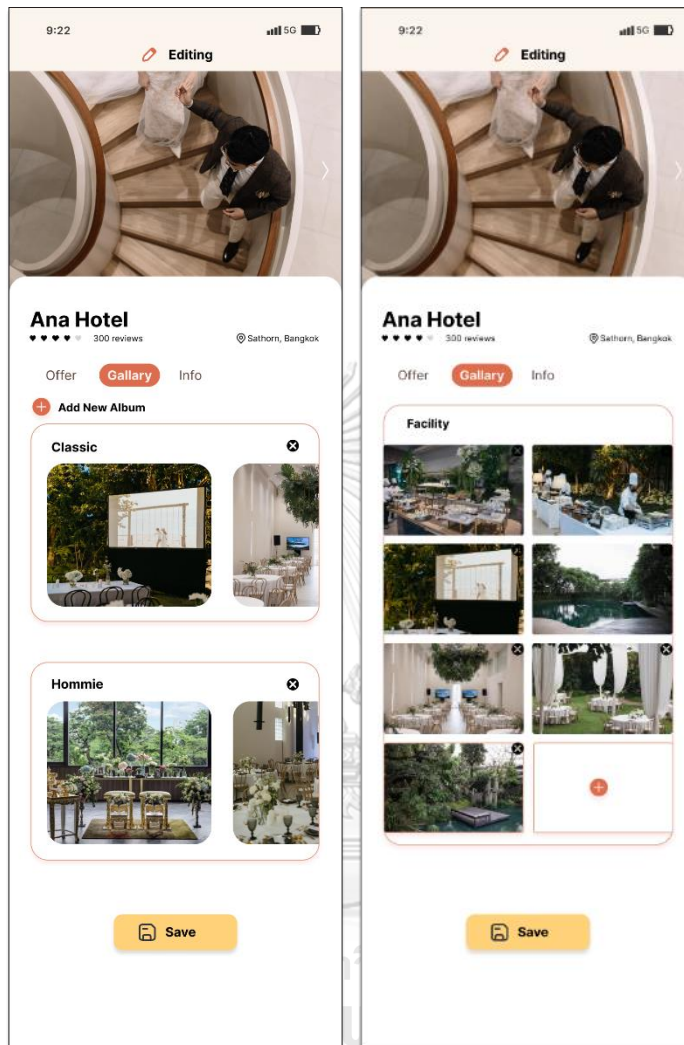 9:22
5G
Editing
Ana Hotel
300 reviews
Sathorn, Bangkok
Offer
Gallary
Info
Add New Album
Classic
Hommie
Save
9:22
5G
Editing
Ana Hotel
300 reviews
Sathorn, Bangkok
Offer
Gallary
Info
Facility
Save